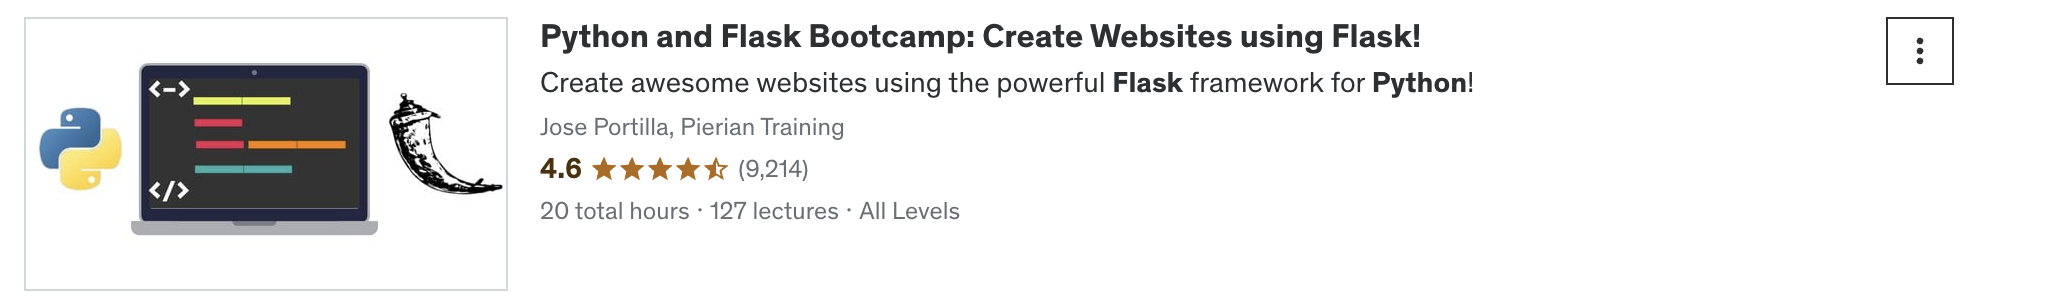 <->
</>
Python and Flask Bootcamp: Create Websites using Flask!
Create awesome websites using the powerful Flask framework for Python!
Jose Portilla, Pierian Training
4.6 (9,214)
20 total hours · 127 lectures · All Levels